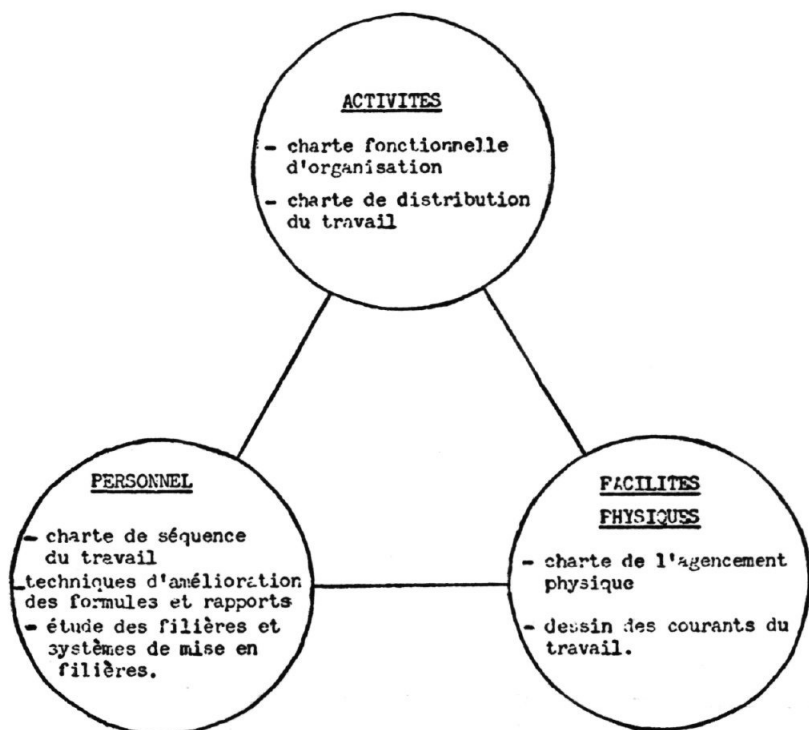 ACTIVITES
- charte fonctionnelle
d'organisation
- charte de distribution
du travail
PERSONNEL
- charte de séquence
du travail
-techniques d'amélioration
des formules et rapports
- étude des filières et
systèmes de mise en
filières.
FACILITES
PHYSIQUES
- charte de l'agencement
physique
- dessin des courants du
travail.